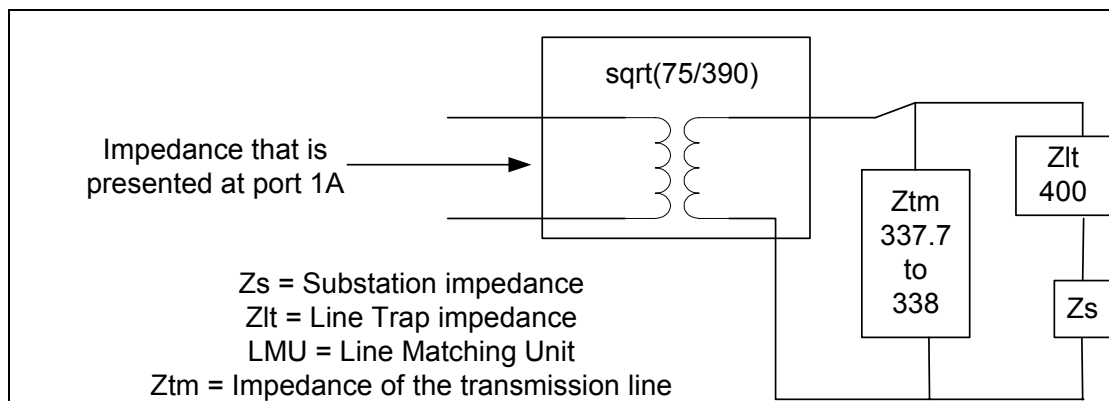 sqrt(75/390)
Impedance that is
presented at port 1A
Zlt
400
Ztm
337.7
to
338
Zs
Zs = Substation impedance
Zlt = Line Trap impedance
LMU = Line Matching Unit
Ztm = Impedance of the transmission line